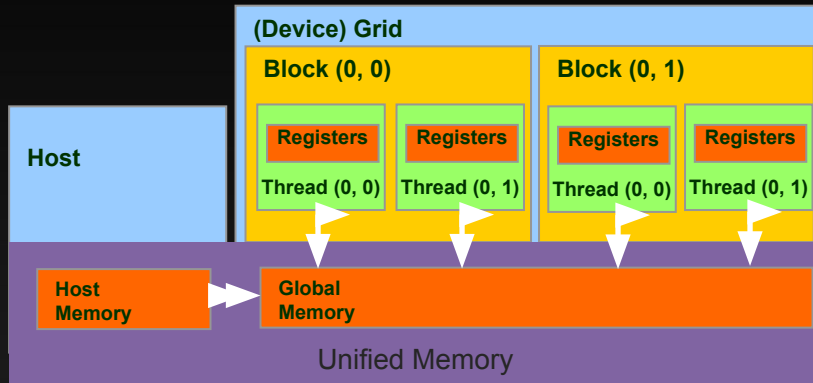 (Device) Grid
Block (0, 0)
Block (0, 1)
Host
Registers
Registers
Registers
Registers
Thread (0, 0)
Thread (0, 1)
Thread (0, 0)
Thread (0, 1)
Host
Memory
Global
Memory
Unified Memory